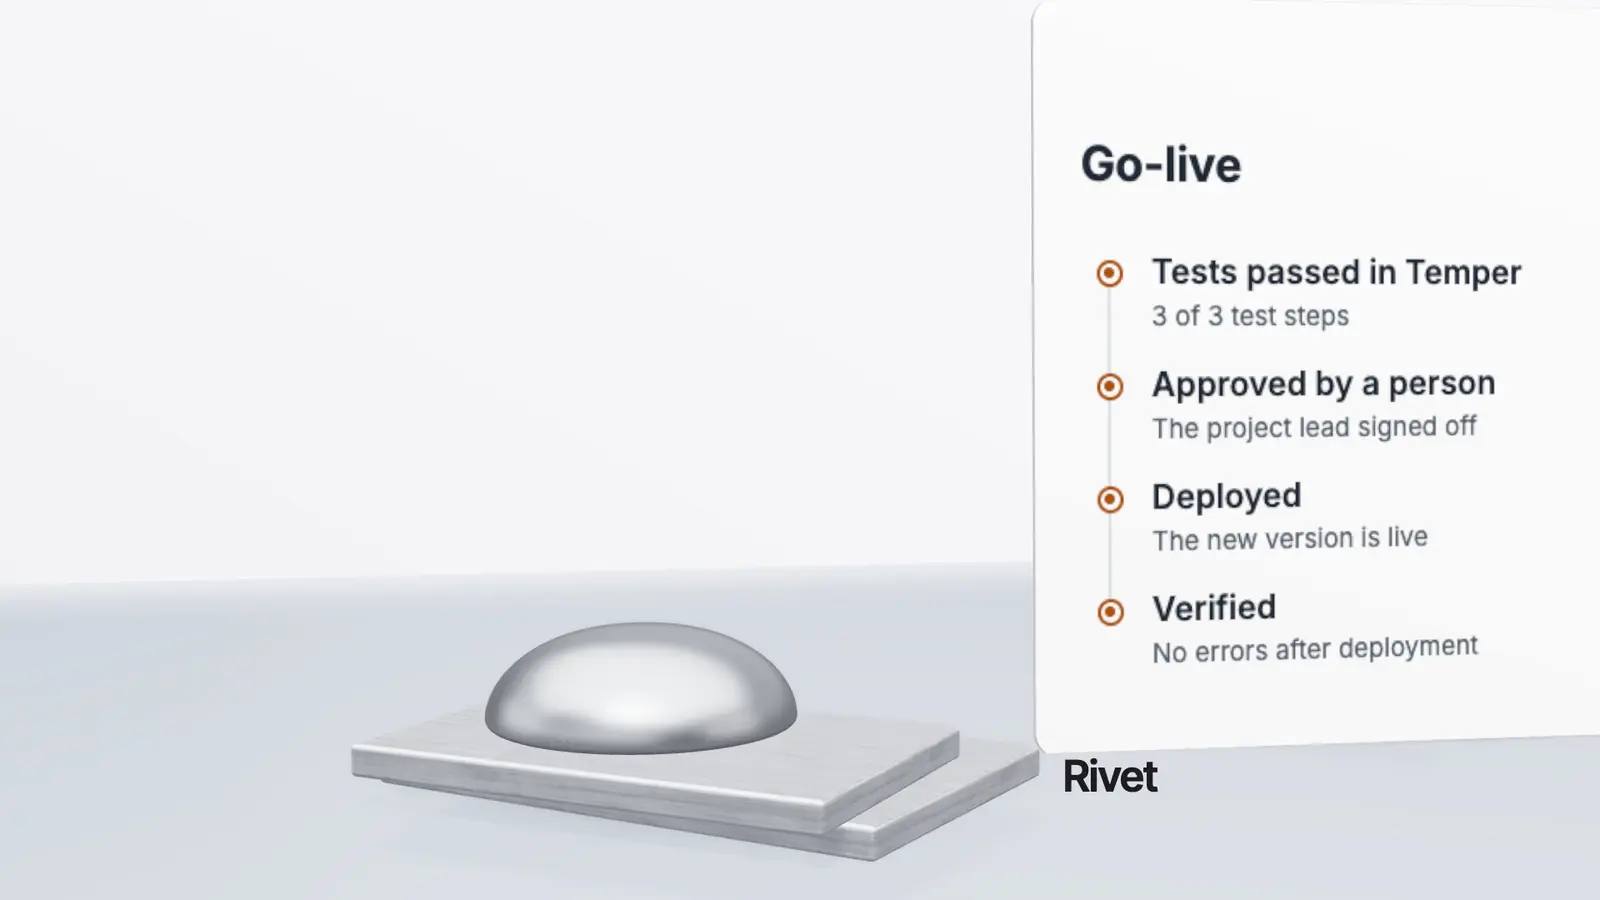 Go-live
Tests passed in Temper
3 of 3 test steps
Approved by a person
The project lead signed off
Deployed
The new version is live
Verified
No errors after deployment
Rivet